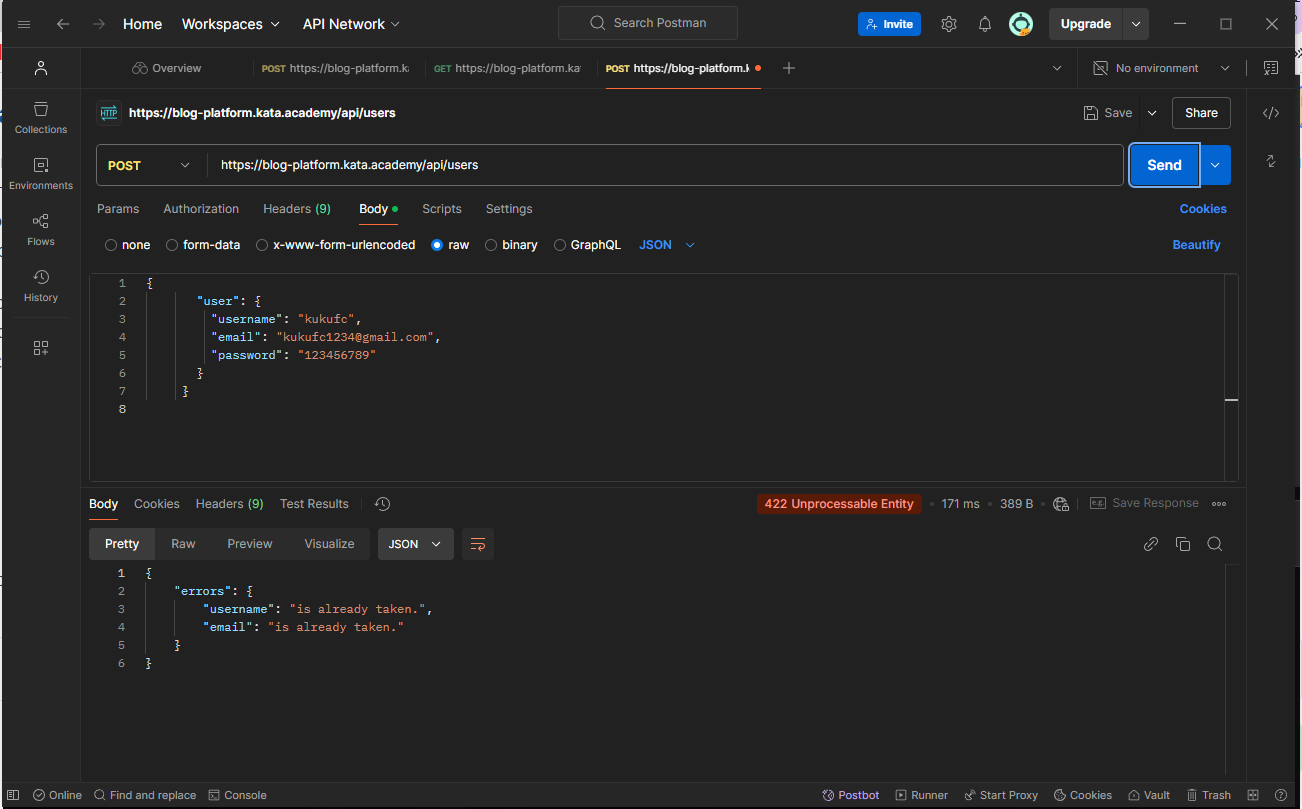 Home Workspaces API Network Search Postman Invite Upgrade
Overview POST https://blog-platform.ka GET https://blog-platform.ka POST https://blog-platform.k No environment
HTTP https://blog-platform.kata.academy/api/users Save Share
Collections
POST https://blog-platform.kata.academy/api/users Send
Environments
Params Authorization Headers (9) Body Scripts Settings Cookies
Flows
none form-data x-www-form-urlencoded raw binary GraphQL JSON Beautify
History
1 {
2 "user": {
3 "username": "kukufc",
4 "email": "kukufc1234@gmail.com",
5 "password": "123456789"
6 }
7 }
8
Body Cookies Headers (9) Test Results 422 Unprocessable Entity 171 ms 389 B e.g. Save Response
Pretty Raw Preview Visualize JSON
1 {
2 "errors": {
3 "username": "is already taken.",
4 "email": "is already taken."
5 }
6 }
Online Find and replace Console Postbot Runner Start Proxy Cookies Vault Trash